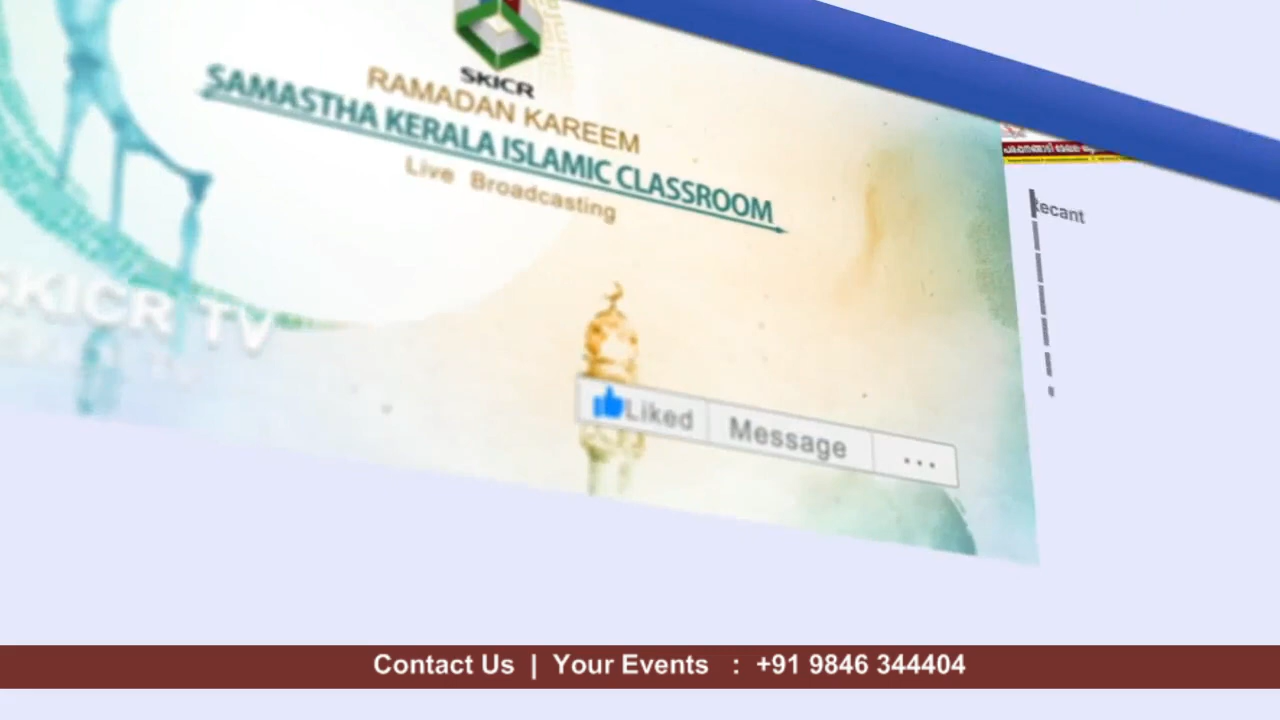 SKICR
RAMADAN KAREEM
SAMASTHA KERALA ISLAMIC CLASSROOM
Live Broadcasting
SKICR TV
Recant
Liked
Message
...
Contact Us | Your Events : +91 9846 344404